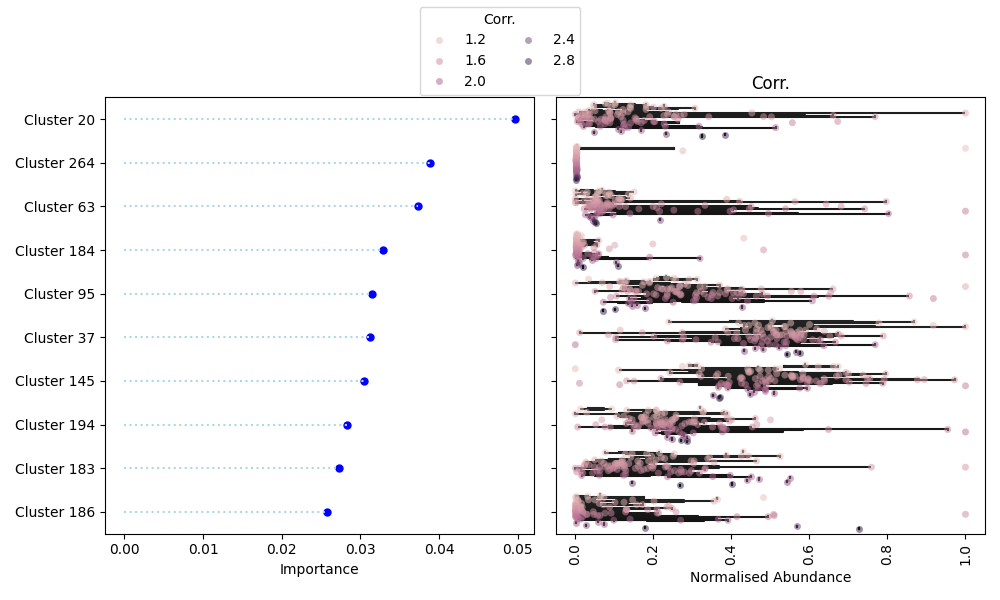 Corr.
1.2 2.4
1.6 2.8
2.0
Corr.
Cluster 20
Cluster 264
Cluster 63
Cluster 184
Cluster 95
Cluster 37
Cluster 145
Cluster 194
Cluster 183
Cluster 186
0.00 0.01 0.02 0.03 0.04 0.05
Importance
0.0 0.2 0.4 0.6 0.8 1.0
Normalised Abundance